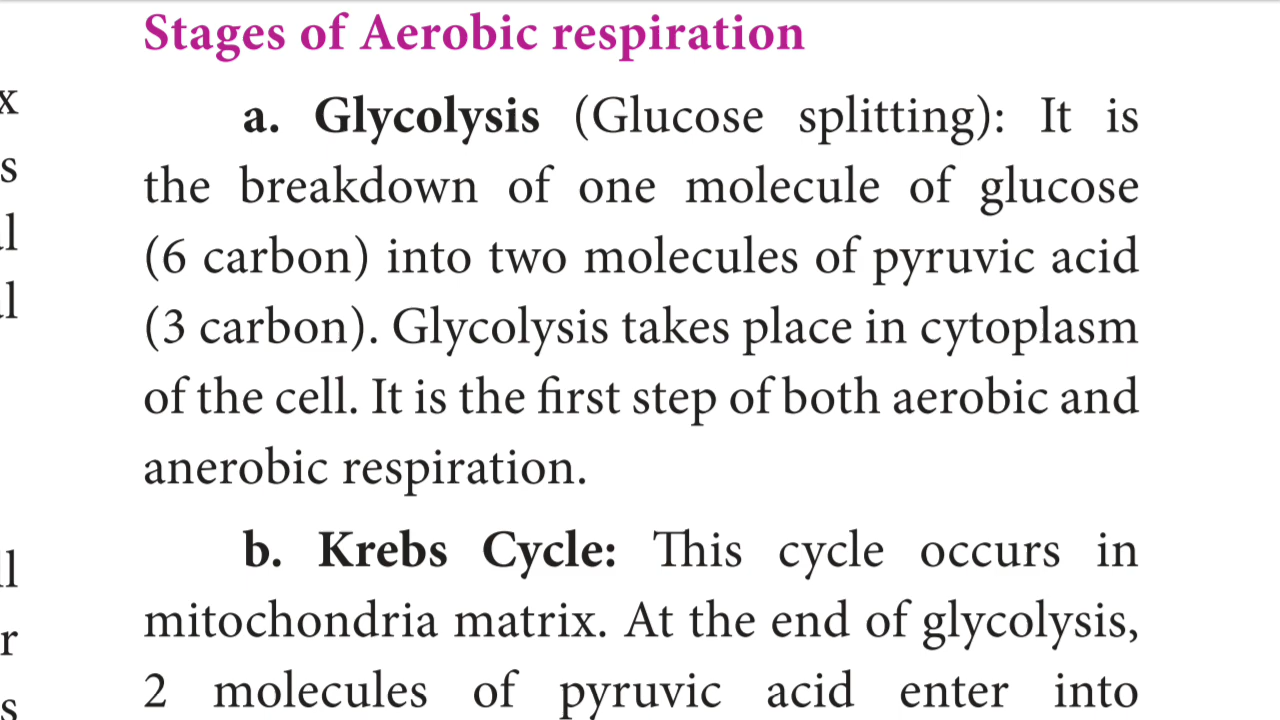 Stages of Aerobic respiration
a. Glycolysis (Glucose splitting): It is
the breakdown of one molecule of glucose
(6 carbon) into two molecules of pyruvic acid
(3 carbon). Glycolysis takes place in cytoplasm
of the cell. It is the first step of both aerobic and
anerobic respiration.
b. Krebs Cycle: This cycle occurs in
mitochondria matrix. At the end of glycolysis,
2 molecules of pyruvic acid enter into